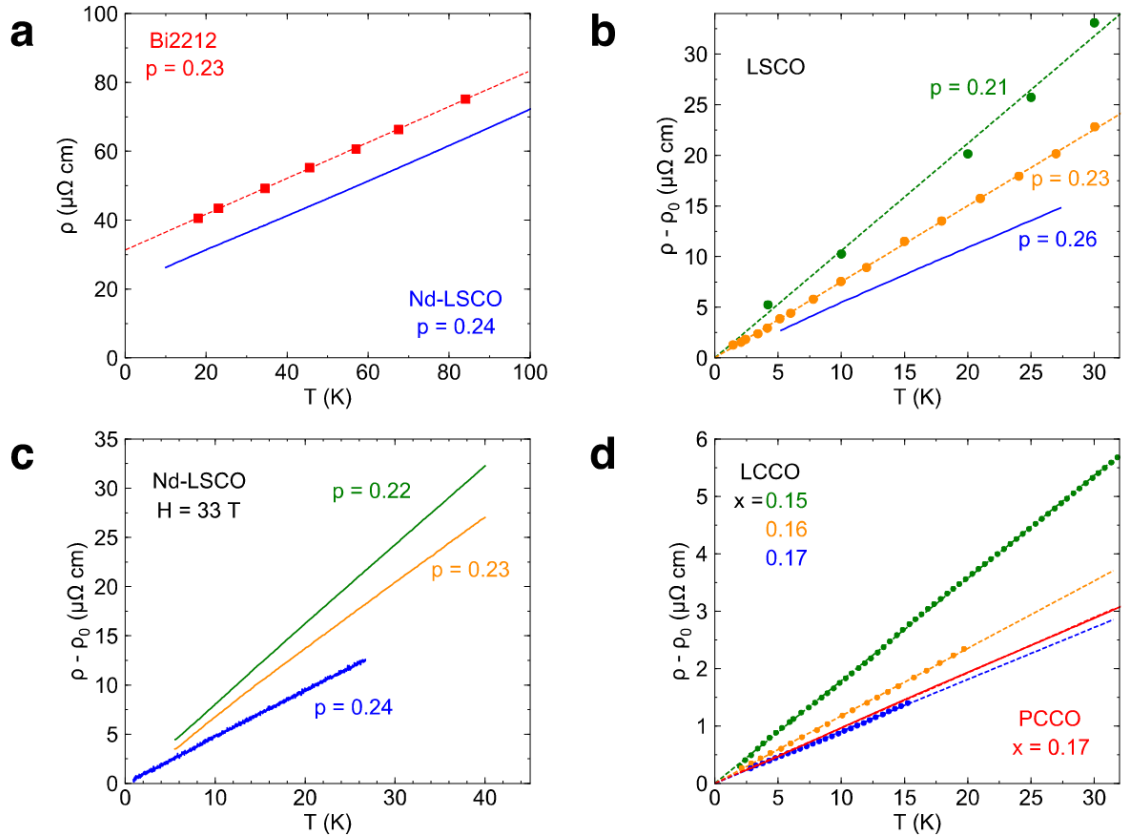 a
Bi2212
p = 0.23
Nd-LSCO
p = 0.24
ρ (μΩ cm)
100
80
60
40
20
0
0 20 40 60 80 100
T (K)
b
LSCO
p = 0.21
p = 0.23
p = 0.26
ρ - ρ0 (μΩ cm)
30
25
20
15
10
5
0
0 5 10 15 20 25 30
T (K)
c
Nd-LSCO
H = 33 T
p = 0.22
p = 0.23
p = 0.24
ρ - ρ0 (μΩ cm)
35
30
25
20
15
10
5
0
0 10 20 30 40
T (K)
d
LCCO
x = 0.15
0.16
0.17
PCCO
x = 0.17
ρ - ρ0 (μΩ cm)
6
5
4
3
2
1
0
0 5 10 15 20 25 30
T (K)